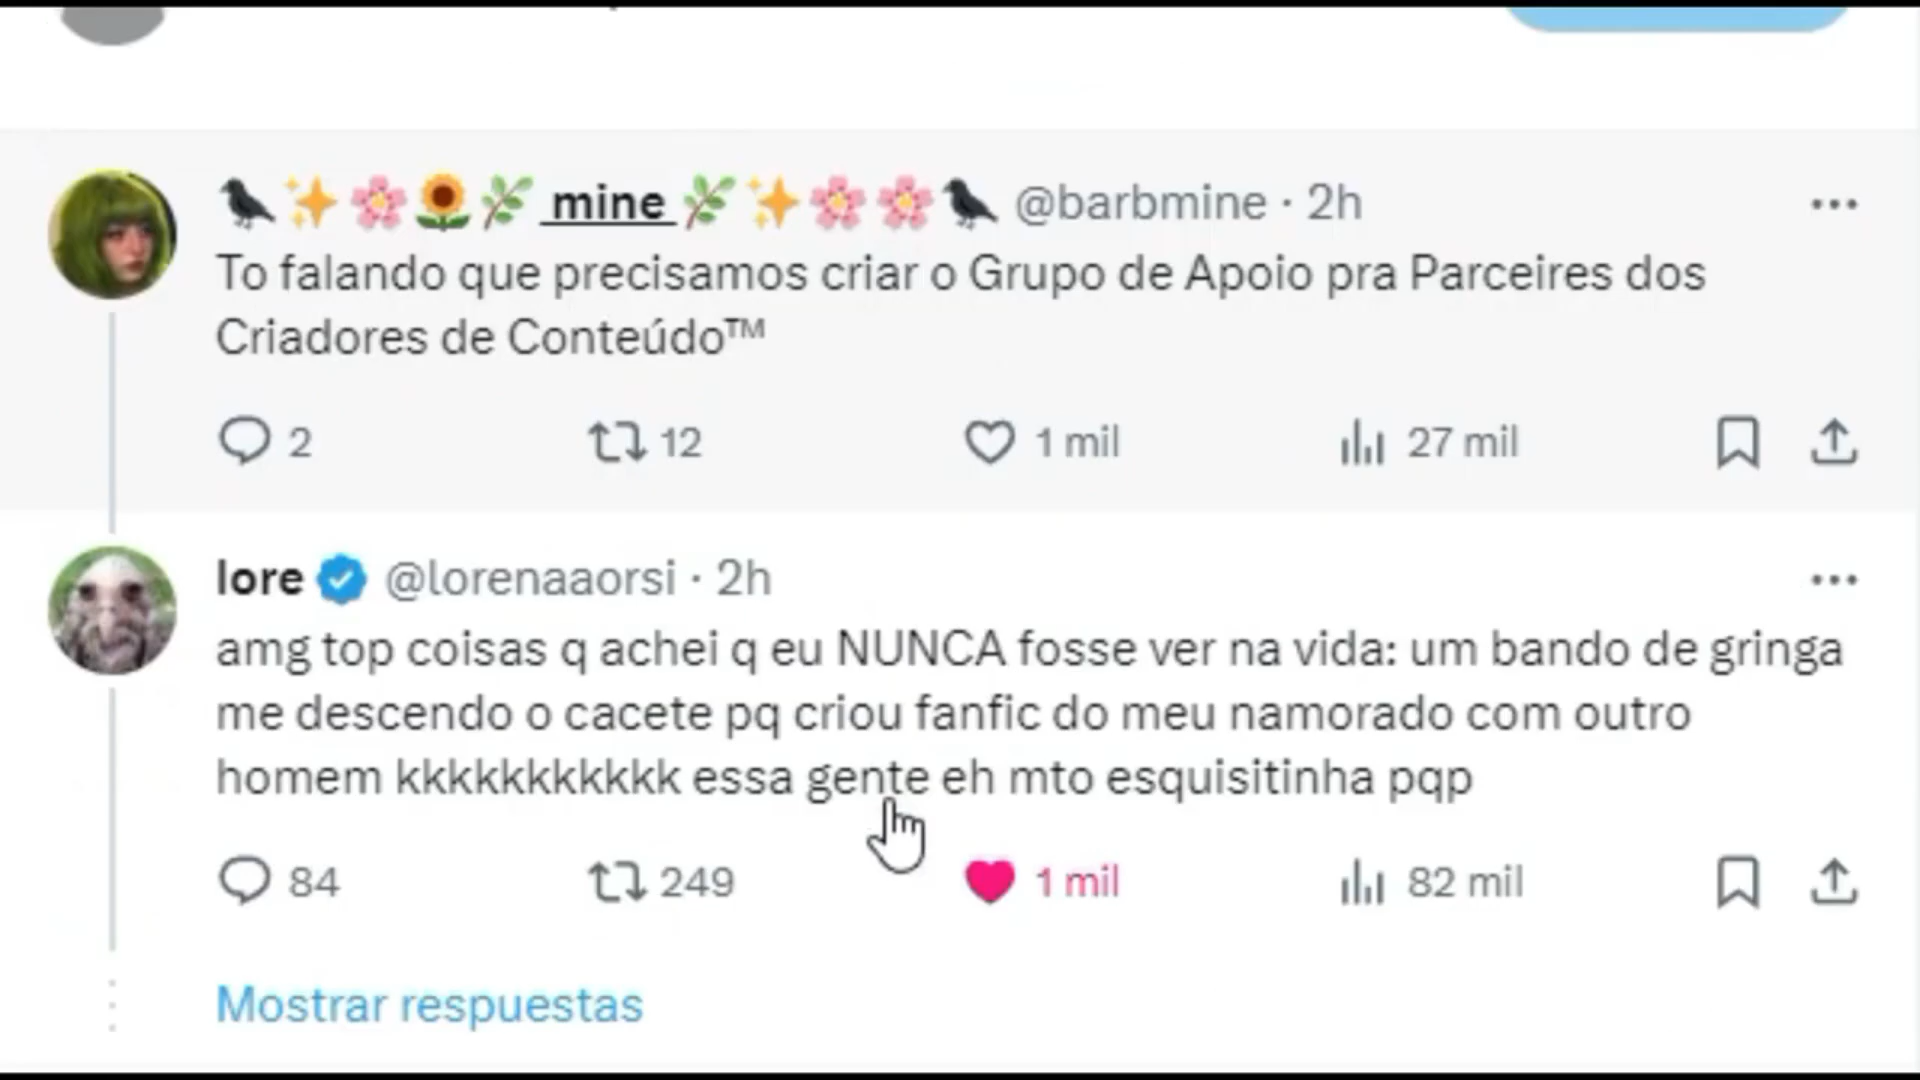 🐦‍⬛✨🌸🌻🌿 mine 🌿✨🌸🌸🐦‍⬛ @barbmine · 2h
To falando que precisamos criar o Grupo de Apoio pra Parceires dos
Criadores de Conteúdo™
2 12 1 mil 27 mil
lore @lorenaaorsi · 2h
amg top coisas q achei q eu NUNCA fosse ver na vida: um bando de gringa
me descendo o cacete pq criou fanfic do meu namorado com outro
homem kkkkkkkkkkk essa gente eh mto esquisitinha pqp
84 249 1 mil 82 mil
Mostrar respuestas